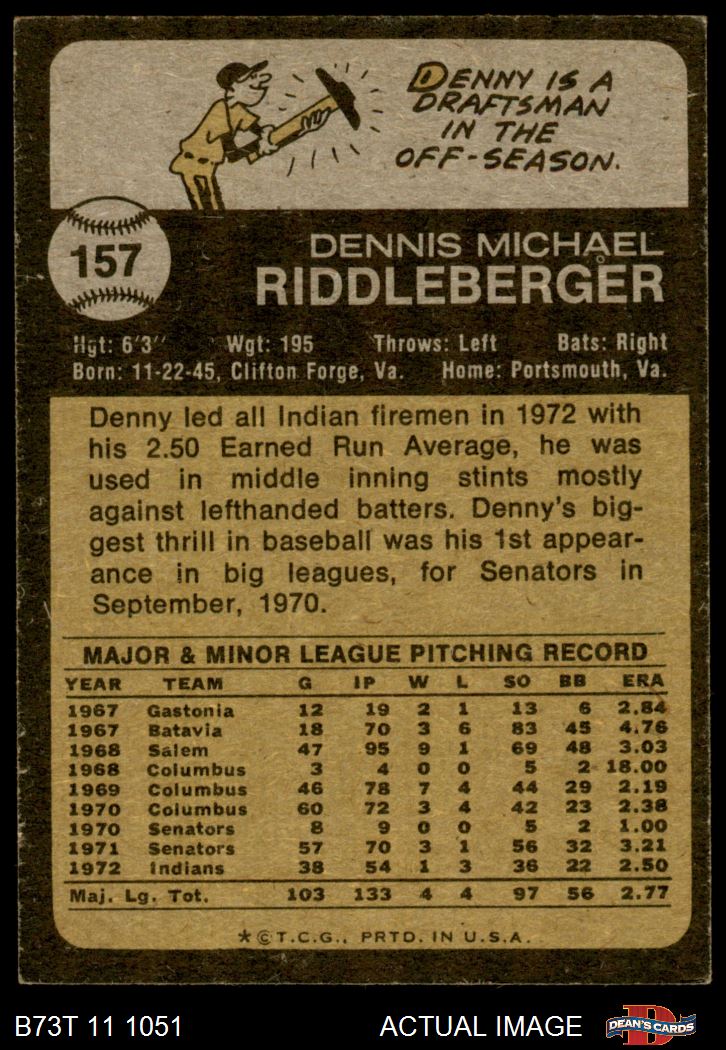 DENNY IS A
DRAFTSMAN
IN THE
OFF-SEASON.
157
DENNIS MICHAEL
RIDDLEBERGER
Hgt: 6'3" Wgt: 195 Throws: Left Bats: Right
Born: 11-22-45, Clifton Forge, Va. Home: Portsmouth, Va.
Denny led all Indian firemen in 1972 with
his 2.50 Earned Run Average, he was
used in middle inning stints mostly
against lefthanded batters. Denny's big-
gest thrill in baseball was his 1st appear-
ance in big leagues, for Senators in
September, 1970.
MAJOR & MINOR LEAGUE PITCHING RECORD
YEAR TEAM G IP W L SO BB ERA
1967 Gastonia 12 19 2 1 13 6 2.84
1967 Batavia 18 70 3 6 83 45 4.76
1968 Salem 47 95 9 1 69 48 3.03
1968 Columbus 3 4 0 0 5 2 18.00
1969 Columbus 46 78 7 4 44 29 2.19
1970 Columbus 60 72 3 4 42 23 2.38
1970 Senators 8 9 0 0 5 2 1.00
1971 Senators 57 70 3 1 56 32 3.21
1972 Indians 38 54 1 3 36 22 2.50
Maj. Lg. Tot. 103 133 4 4 97 56 2.77
*©T.C.G., PRTD. IN U.S.A.
B73T 11 1051 ACTUAL IMAGE D DEAN'S CARDS